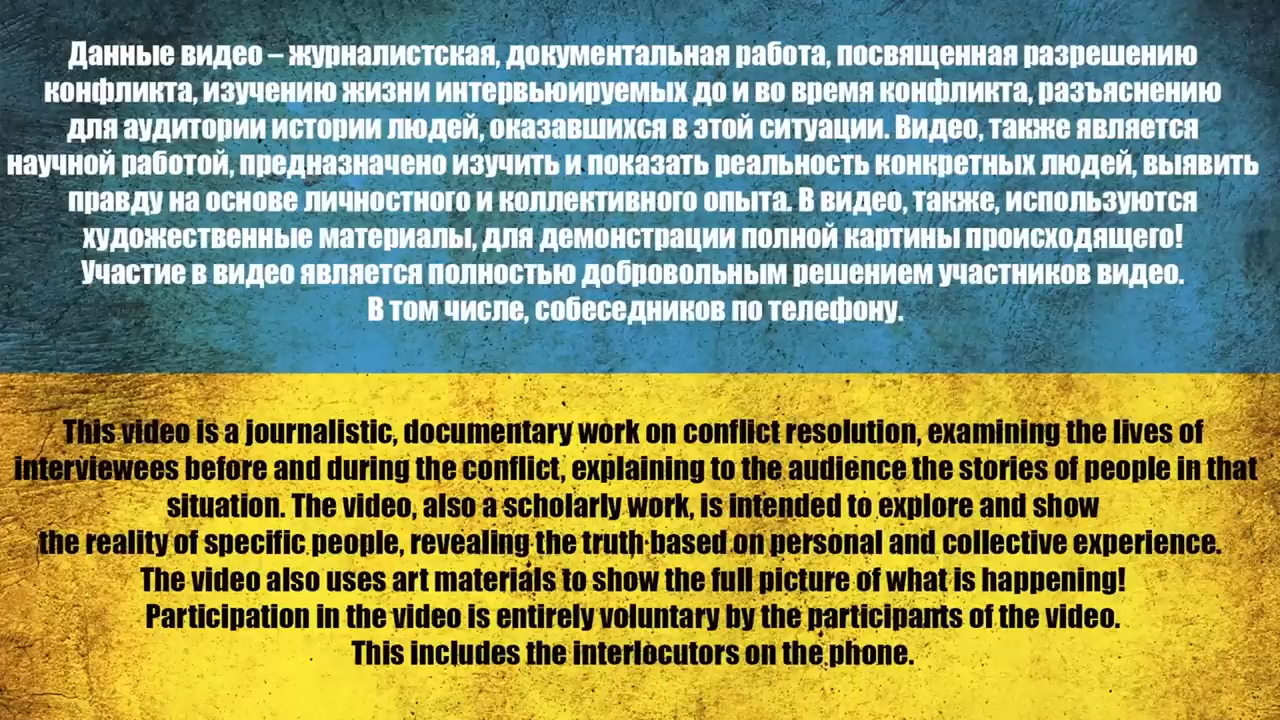 Данные видео – журналистская, документальная работа, посвященная разрешению
конфликта, изучению жизни интервьюируемых до и во время конфликта, разъяснению
для аудитории истории людей, оказавшихся в этой ситуации. Видео, также является
научной работой, предназначено изучить и показать реальность конкретных людей, выявить
правду на основе личностного и коллективного опыта. В видео, также, используются
художественные материалы, для демонстрации полной картины происходящего!
Участие в видео является полностью добровольным решением участников видео.
В том числе, собеседников по телефону.
This video is a journalistic, documentary work on conflict resolution, examining the lives of
interviewees before and during the conflict, explaining to the audience the stories of people in that
situation. The video, also a scholarly work, is intended to explore and show
the reality of specific people, revealing the truth based on personal and collective experience.
The video also uses art materials to show the full picture of what is happening!
Participation in the video is entirely voluntary by the participants of the video.
This includes the interlocutors on the phone.